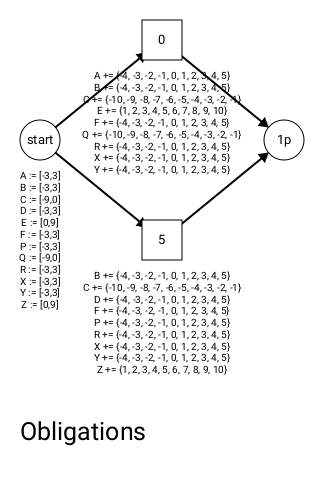 0
A += {-4, -3, -2, -1, 0, 1, 2, 3, 4, 5}
B += {-4, -3, -2, -1, 0, 1, 2, 3, 4, 5}
C += {-10, -9, -8, -7, -6, -5, -4, -3, -2, -1}
E += {1, 2, 3, 4, 5, 6, 7, 8, 9, 10}
F += {-4, -3, -2, -1, 0, 1, 2, 3, 4, 5}
Q += {-10, -9, -8, -7, -6, -5, -4, -3, -2, -1}
R += {-4, -3, -2, -1, 0, 1, 2, 3, 4, 5}
X += {-4, -3, -2, -1, 0, 1, 2, 3, 4, 5}
Y += {-4, -3, -2, -1, 0, 1, 2, 3, 4, 5}
start
1p
A := [-3,3]
B := [-3,3]
C := [-9,0]
D := [-3,3]
E := [0,9]
F := [-3,3]
P := [-3,3]
Q := [-9,0]
R := [-3,3]
X := [-3,3]
Y := [-3,3]
Z := [0,9]
5
B += {-4, -3, -2, -1, 0, 1, 2, 3, 4, 5}
C += {-10, -9, -8, -7, -6, -5, -4, -3, -2, -1}
D += {-4, -3, -2, -1, 0, 1, 2, 3, 4, 5}
F += {-4, -3, -2, -1, 0, 1, 2, 3, 4, 5}
P += {-4, -3, -2, -1, 0, 1, 2, 3, 4, 5}
R += {-4, -3, -2, -1, 0, 1, 2, 3, 4, 5}
X += {-4, -3, -2, -1, 0, 1, 2, 3, 4, 5}
Y += {-4, -3, -2, -1, 0, 1, 2, 3, 4, 5}
Z += {1, 2, 3, 4, 5, 6, 7, 8, 9, 10}
Obligations